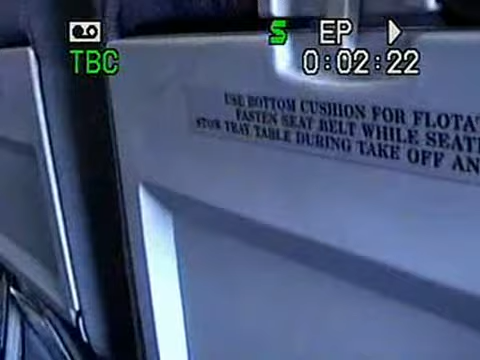 S EP
TBC 0:02:22
USE BOTTOM CUSHION FOR FLOTA
FASTEN SEAT BELT WHILE SEAT
STOW TRAY TABLE DURING TAKE OFF AN